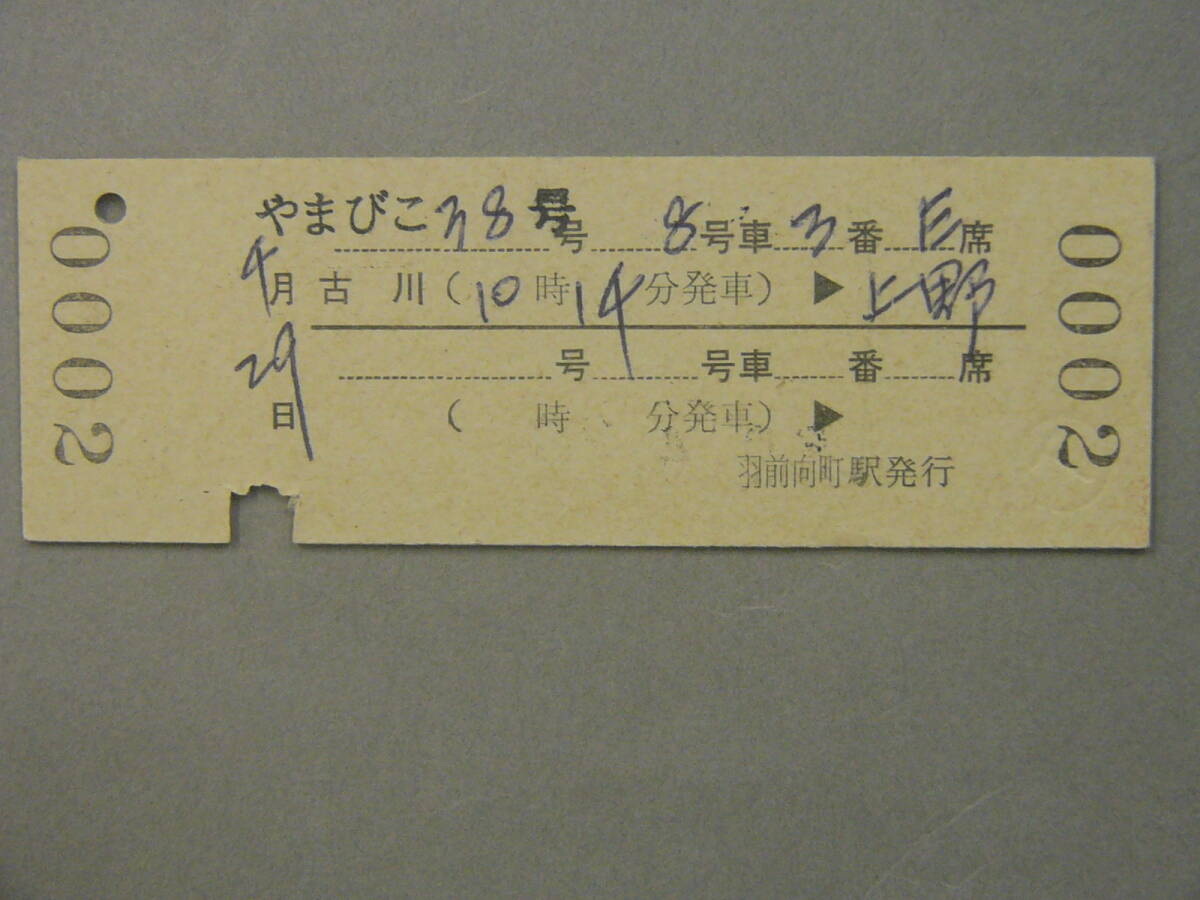 0002
やまびこ38号号8号車3番E席
4月古川(10時14分発車)▶上野
29日
号 号車 番 席
( 時 分発車)▶
羽前向町駅発行
0002